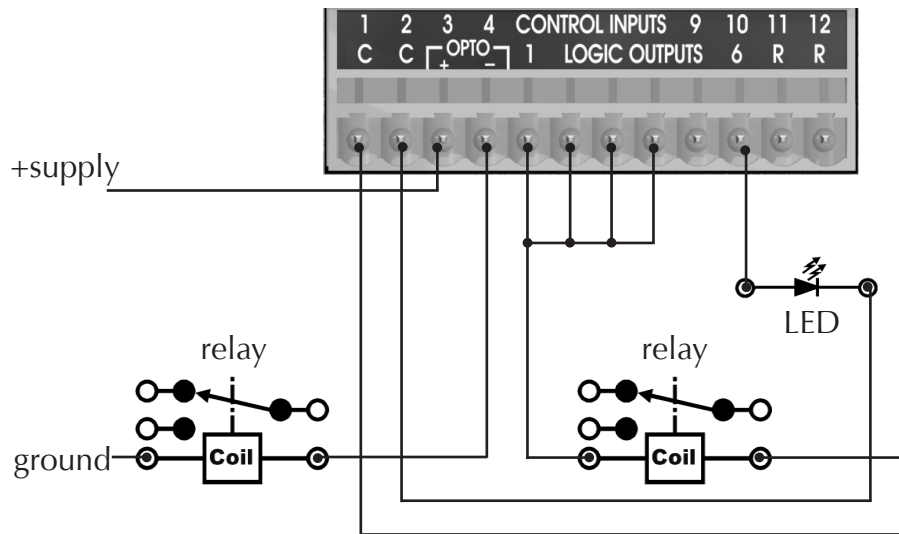 1 2 3 4 CONTROL INPUTS 9 10 11 12
C C OPTO 1 LOGIC OUTPUTS 6 R R
+ −
+supply
LED
relay relay
ground Coil Coil